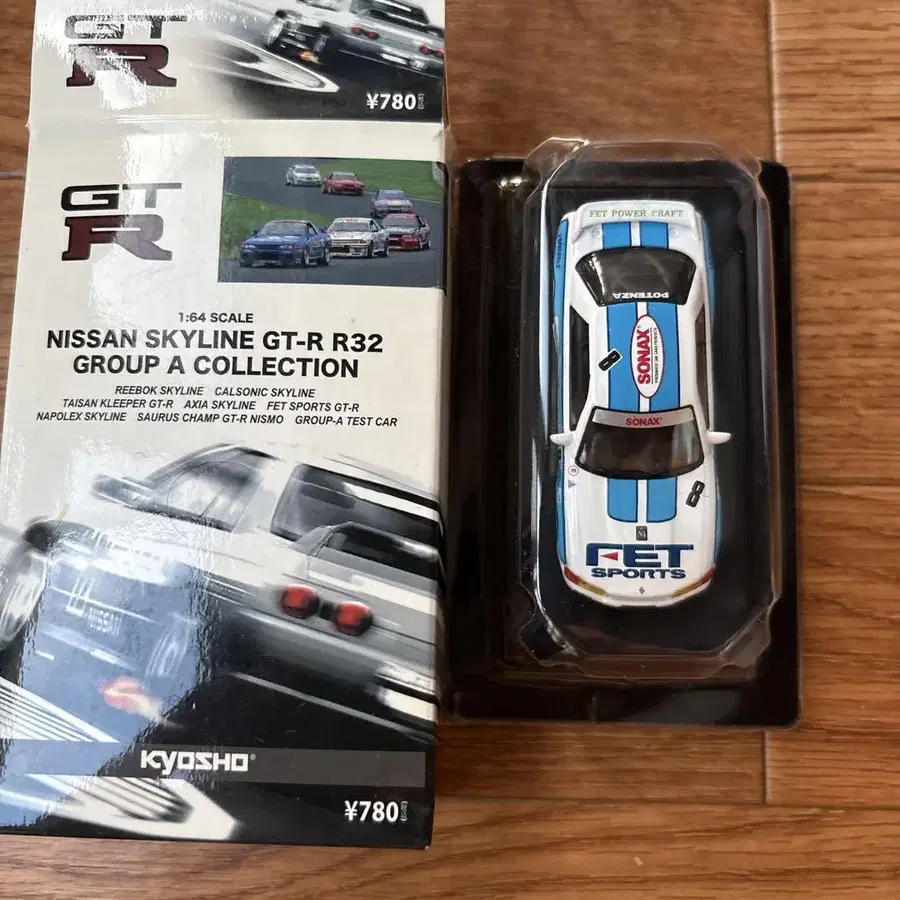 GT
R
¥780
GT
R
1:64 SCALE
NISSAN SKYLINE GT-R R32
GROUP A COLLECTION
REEBOK SKYLINE CALSONIC SKYLINE
TAISAN KLEEPER GT-R AXIA SKYLINE FET SPORTS GT-R
NAPOLEX SKYLINE SAURUS CHAMP GT-R NISMO GROUP-A TEST CAR
NISSAN
KYOSHO®
¥780
FET POWER CRAFT
POTENZA
SONAX
8
SONAX
8
FET
SPORTS